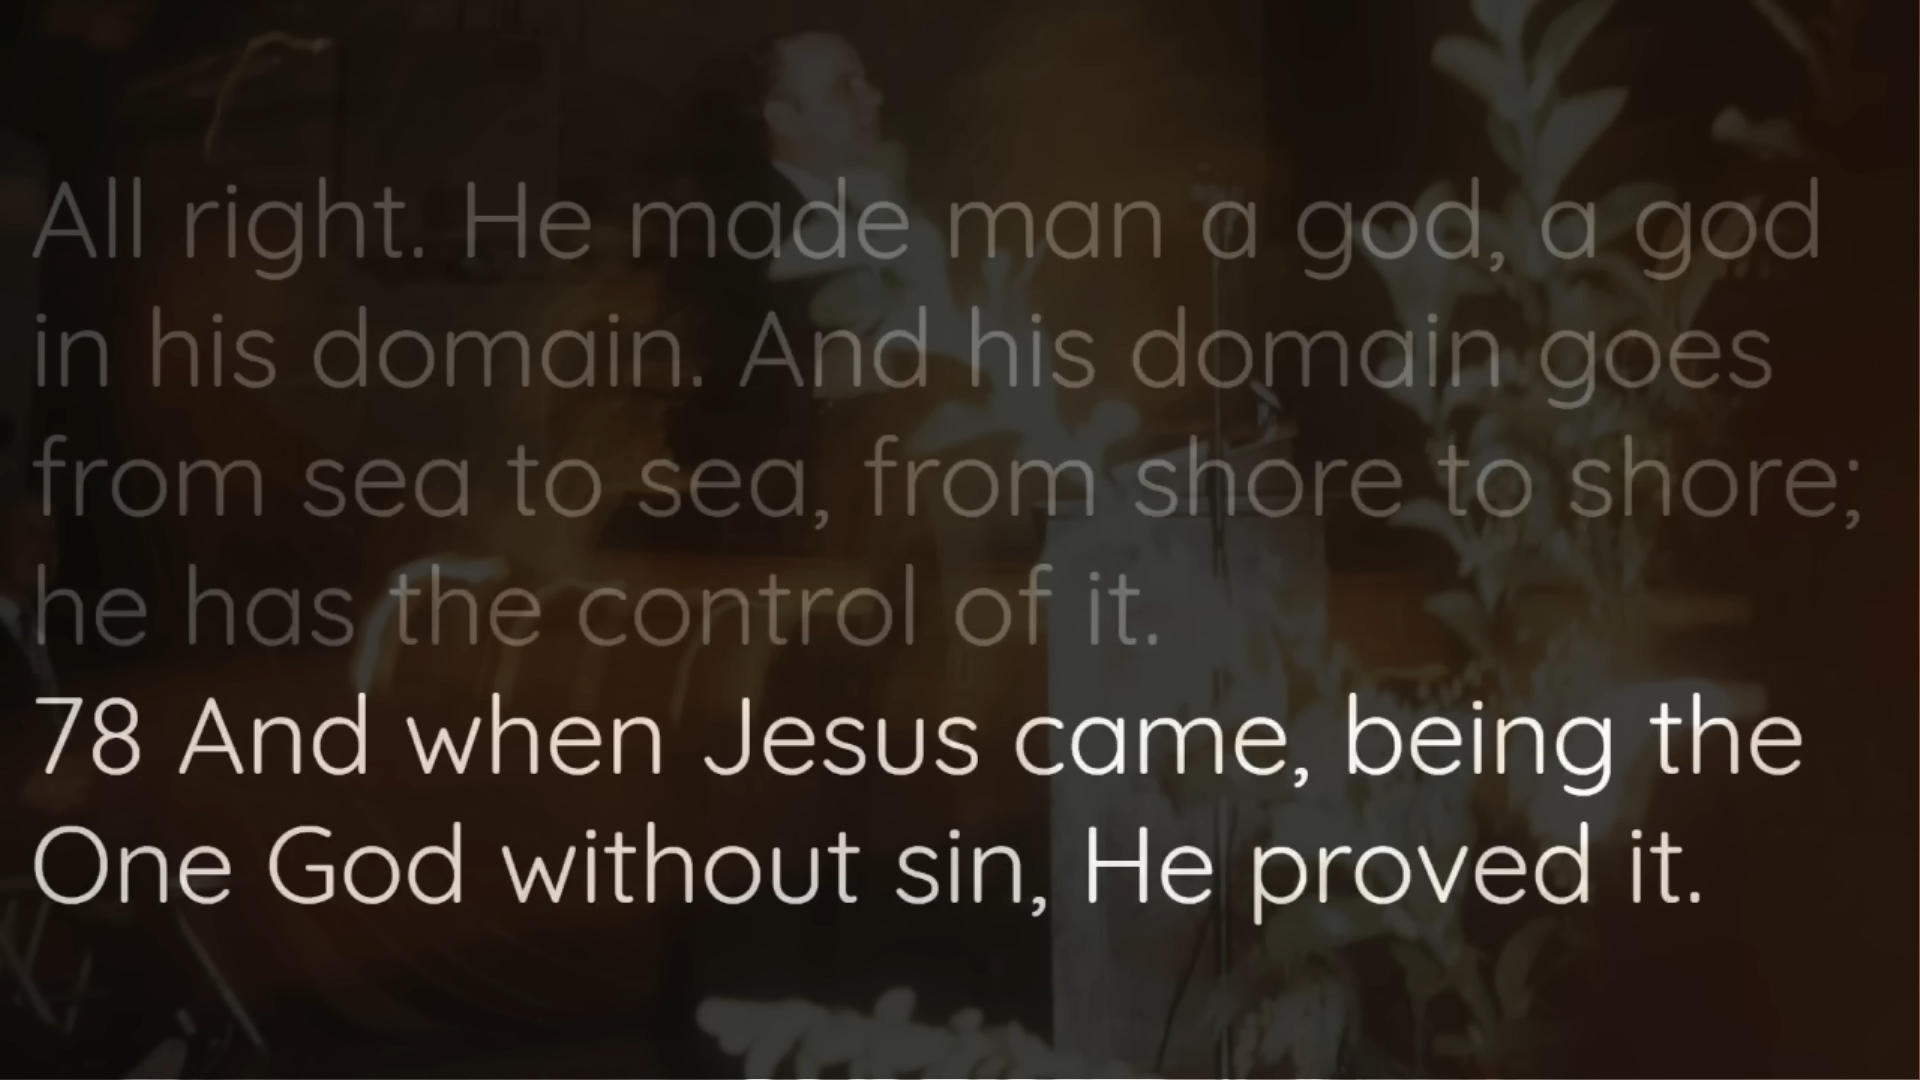 All right. He made man a god, a god
in his domain. And his domain goes
from sea to sea, from shore to shore;
he has the control of it.
78 And when Jesus came, being the
One God without sin, He proved it.